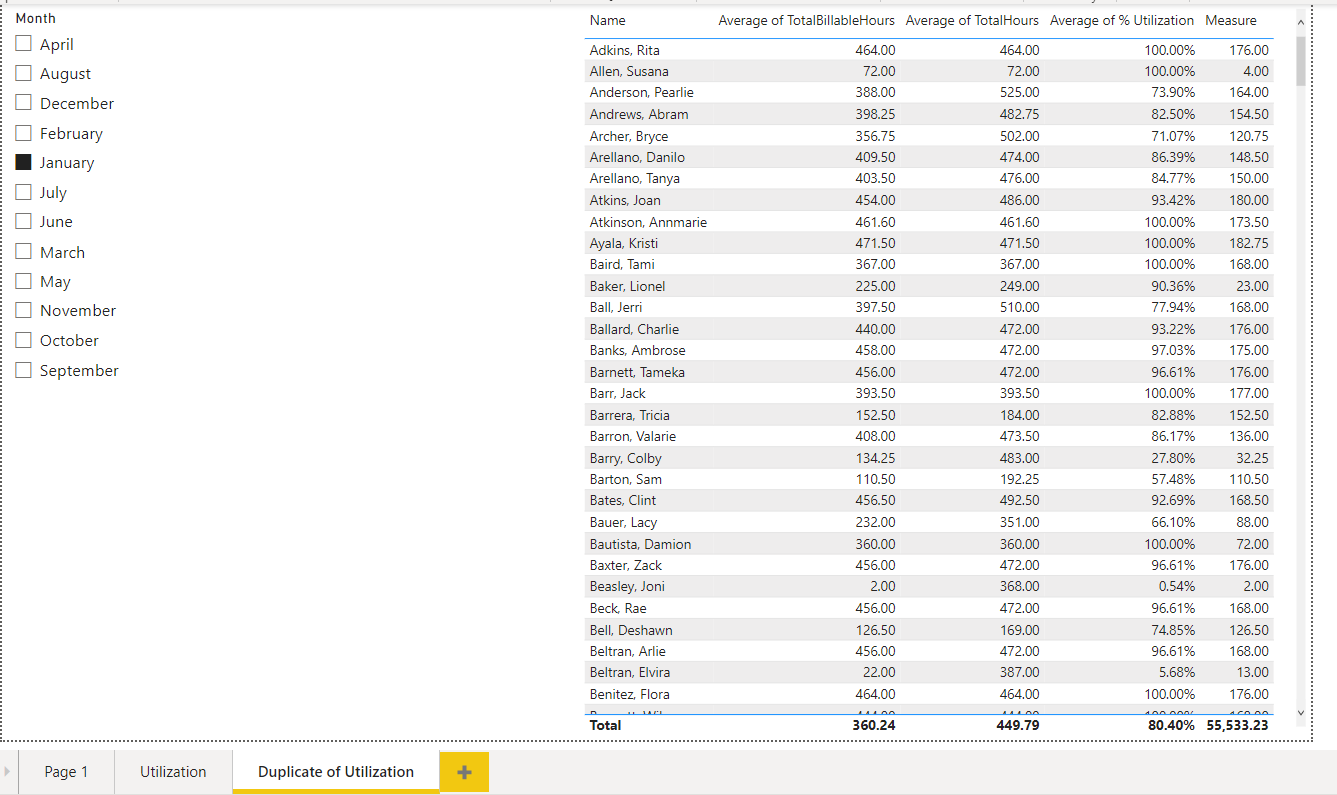 Month
April
August
December
February
January
July
June
March
May
November
October
September
Name Average of TotalBillableHours Average of TotalHours Average of % Utilization Measure
Adkins, Rita 464.00 464.00 100.00% 176.00
Allen, Susana 72.00 72.00 100.00% 4.00
Anderson, Pearlie 388.00 525.00 73.90% 164.00
Andrews, Abram 398.25 482.75 82.50% 154.50
Archer, Bryce 356.75 502.00 71.07% 120.75
Arellano, Danilo 409.50 474.00 86.39% 148.50
Arellano, Tanya 403.50 476.00 84.77% 150.00
Atkins, Joan 454.00 486.00 93.42% 180.00
Atkinson, Annmarie 461.60 461.60 100.00% 173.50
Ayala, Kristi 471.50 471.50 100.00% 182.75
Baird, Tami 367.00 367.00 100.00% 168.00
Baker, Lionel 225.00 249.00 90.36% 23.00
Ball, Jerri 397.50 510.00 77.94% 168.00
Ballard, Charlie 440.00 472.00 93.22% 176.00
Banks, Ambrose 458.00 472.00 97.03% 175.00
Barnett, Tameka 456.00 472.00 96.61% 176.00
Barr, Jack 393.50 393.50 100.00% 177.00
Barrera, Tricia 152.50 184.00 82.88% 152.50
Barron, Valarie 408.00 473.50 86.17% 136.00
Barry, Colby 134.25 483.00 27.80% 32.25
Barton, Sam 110.50 192.25 57.48% 110.50
Bates, Clint 456.50 492.50 92.69% 168.50
Bauer, Lacy 232.00 351.00 66.10% 88.00
Bautista, Damion 360.00 360.00 100.00% 72.00
Baxter, Zack 456.00 472.00 96.61% 176.00
Beasley, Joni 2.00 368.00 0.54% 2.00
Beck, Rae 456.00 472.00 96.61% 168.00
Bell, Deshawn 126.50 169.00 74.85% 126.50
Beltran, Arlie 456.00 472.00 96.61% 168.00
Beltran, Elvira 22.00 387.00 5.68% 13.00
Benitez, Flora 464.00 464.00 100.00% 176.00
Total 360.24 449.79 80.40% 55,533.23
Page 1 Utilization Duplicate of Utilization